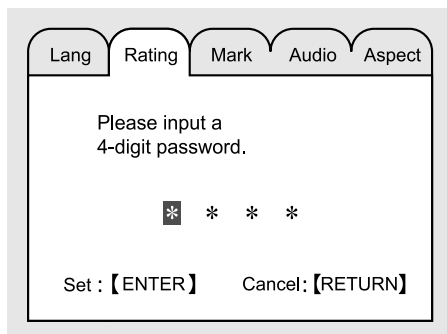 Lang Rating Mark Audio Aspect
Please input a
4-digit password.
* * * *
Set :【ENTER】 Cancel:【RETURN】